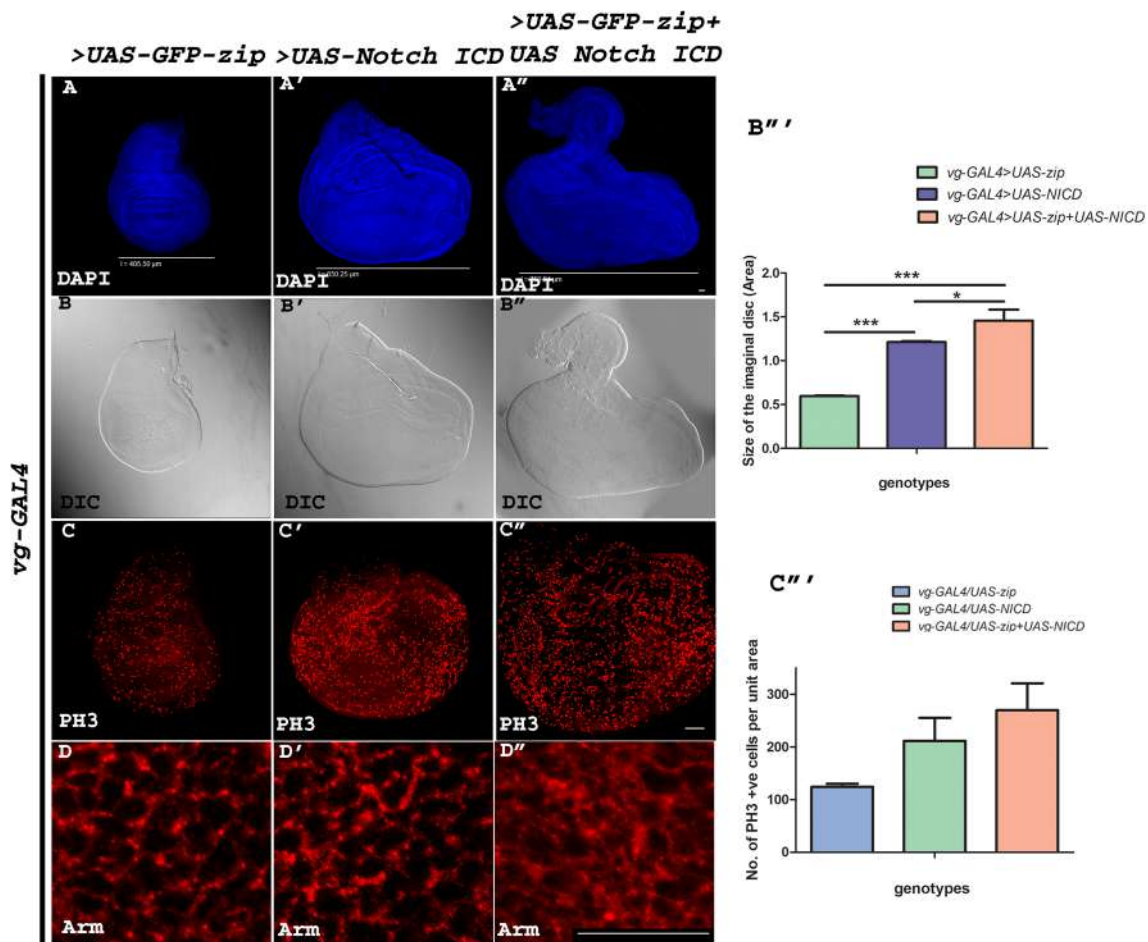 >UAS-GFP-zip
>UAS-Notch ICD
>UAS-GFP-zip+
UAS Notch ICD
vg-GAL4
A
DAPI
A'
DAPI
A"
DAPI
B
DIC
B'
DIC
B"
DIC
C
PH3
C'
PH3
C"
PH3
D
Arm
D'
Arm
D"
Arm
B"'
vg-GAL4>UAS-zip
vg-GAL4>UAS-NICD
vg-GAL4>UAS-zip+UAS-NICD
Size of the imaginal disc (Area)
2.0
1.5
1.0
0.5
0.0
***
*
***
genotypes
C"'
vg-GAL4/UAS-zip
vg-GAL4/UAS-NICD
vg-GAL4/UAS-zip+UAS-NICD
No. of PH3 +ve cells per unit area
300
200
100
0
genotypes